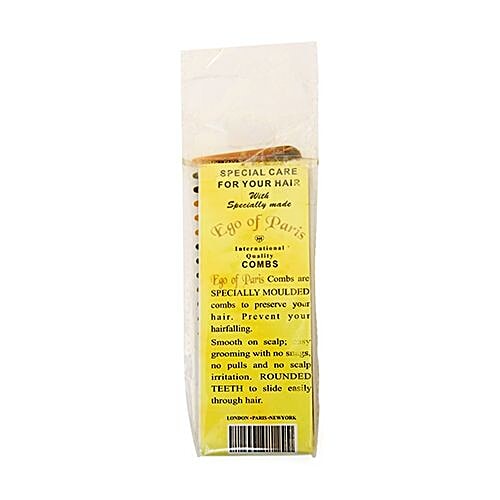 SPECIAL CARE
FOR YOUR HAIR
With
Specially made
Ego of Paris
International
Quality
COMBS
Ego of Paris Combs are
SPECIALLY MOULDED
combs to preserve your
hair. Prevent your
hairfalling.
Smooth on scalp; easy
grooming with no snags,
no pulls and no scalp
irritation. ROUNDED
TEETH to slide easily
through hair.
LONDON •PARIS•NEWYORK